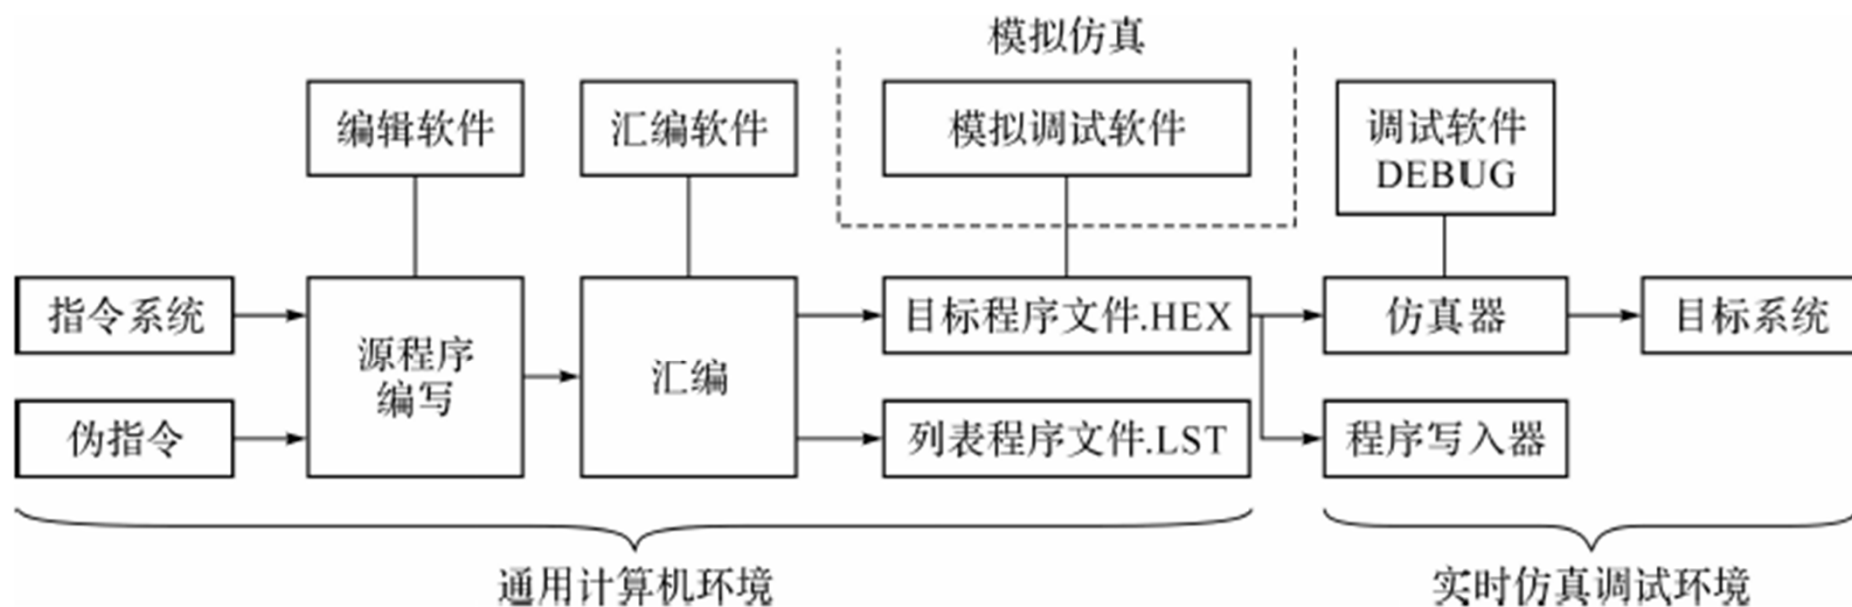 模拟仿真
编辑软件
汇编软件
模拟调试软件
调试软件
DEBUG
指令系统
源程序
编写
汇编
目标程序文件.HEX
仿真器
目标系统
伪指令
列表程序文件.LST
程序写入器
通用计算机环境
实时仿真调试环境